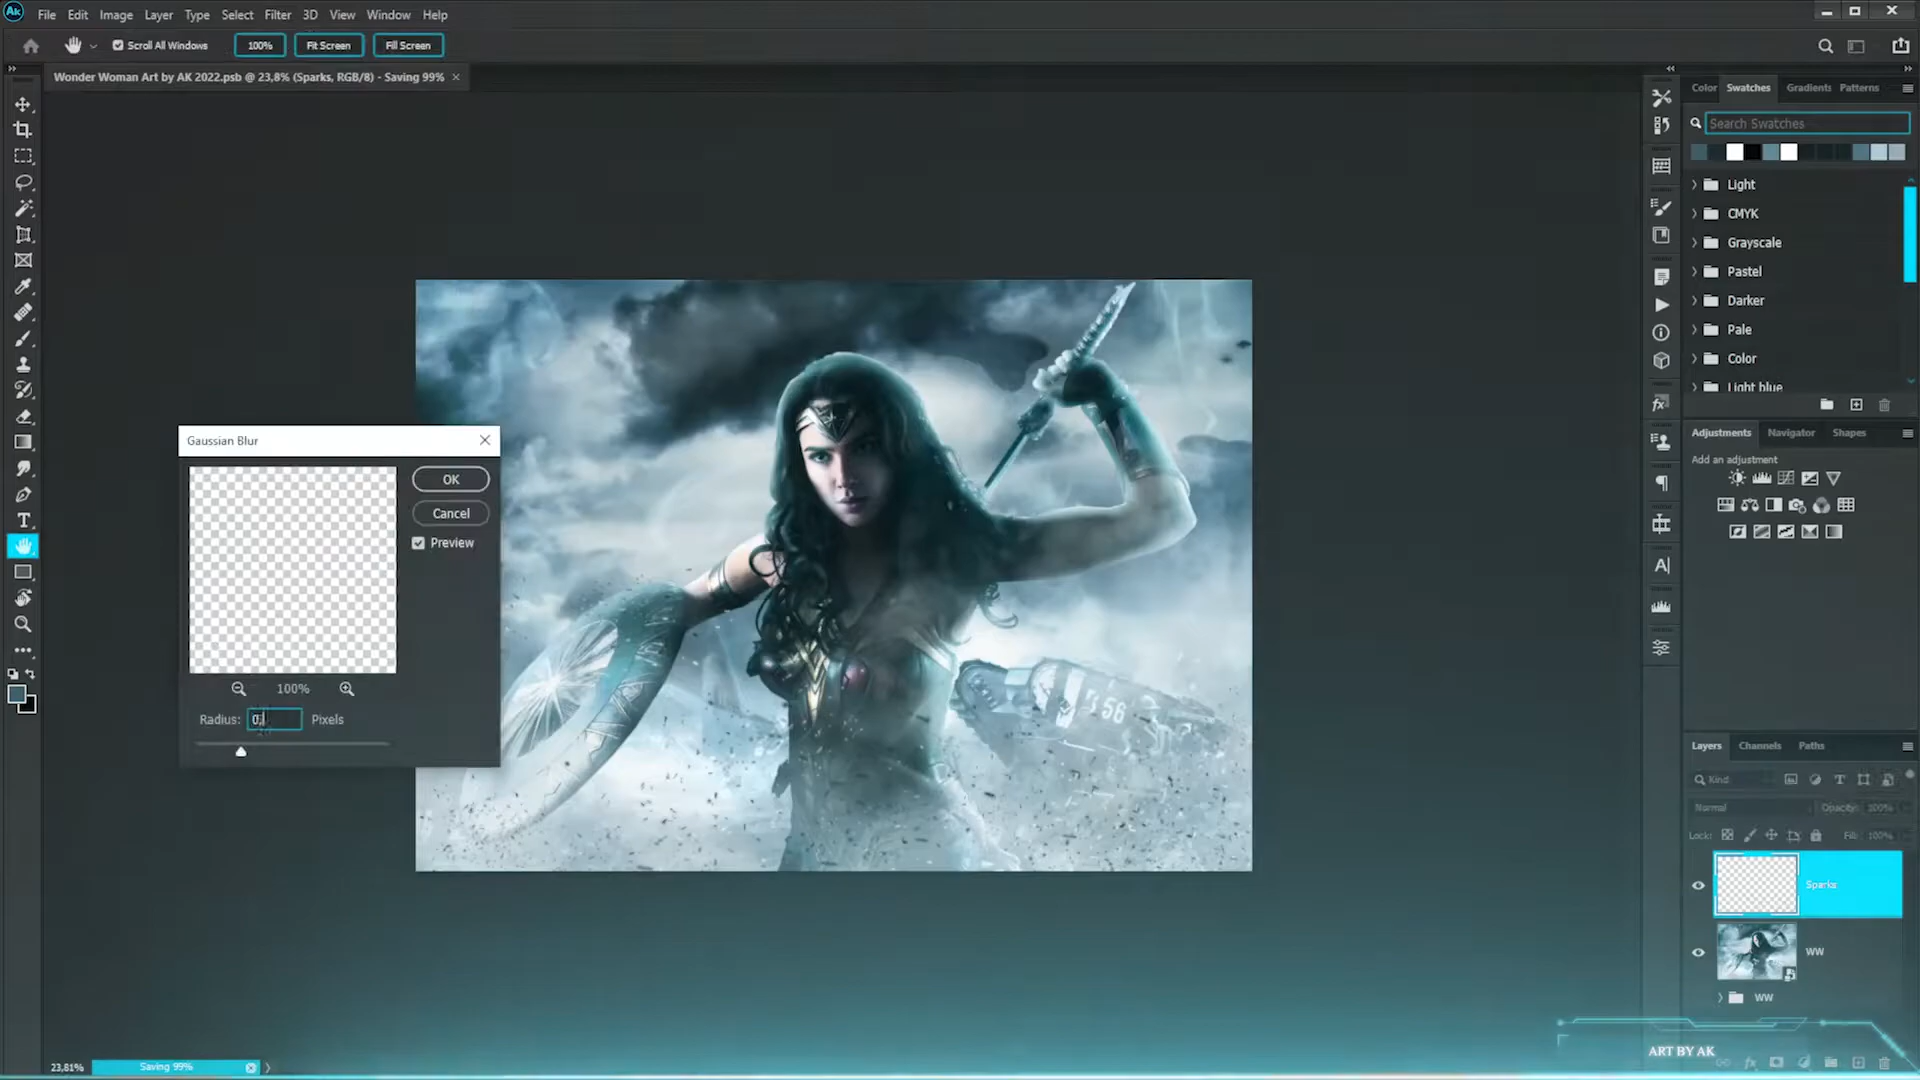 Ak File Edit Image Layer Type Select Filter 3D View Window Help
Scroll All Windows 100% Fit Screen Fill Screen
Wonder Woman Art by AK 2022.psb @ 23,8% (Sparks, RGB/8) - Saving 99%
Color Swatches Gradients Patterns
Search Swatches
Light
CMYK
Grayscale
Pastel
Darker
Pale
Color
Light blue
Adjustments Navigator Shapes
Add an adjustment
Gaussian Blur
OK
Cancel
Preview
100%
Radius: 0, Pixels
56
Layers Channels Paths
Kind
Normal Opacity: 100%
Lock: Fill: 100%
Sparks
WW
WW
ART BY AK
23,81% Saving 99%